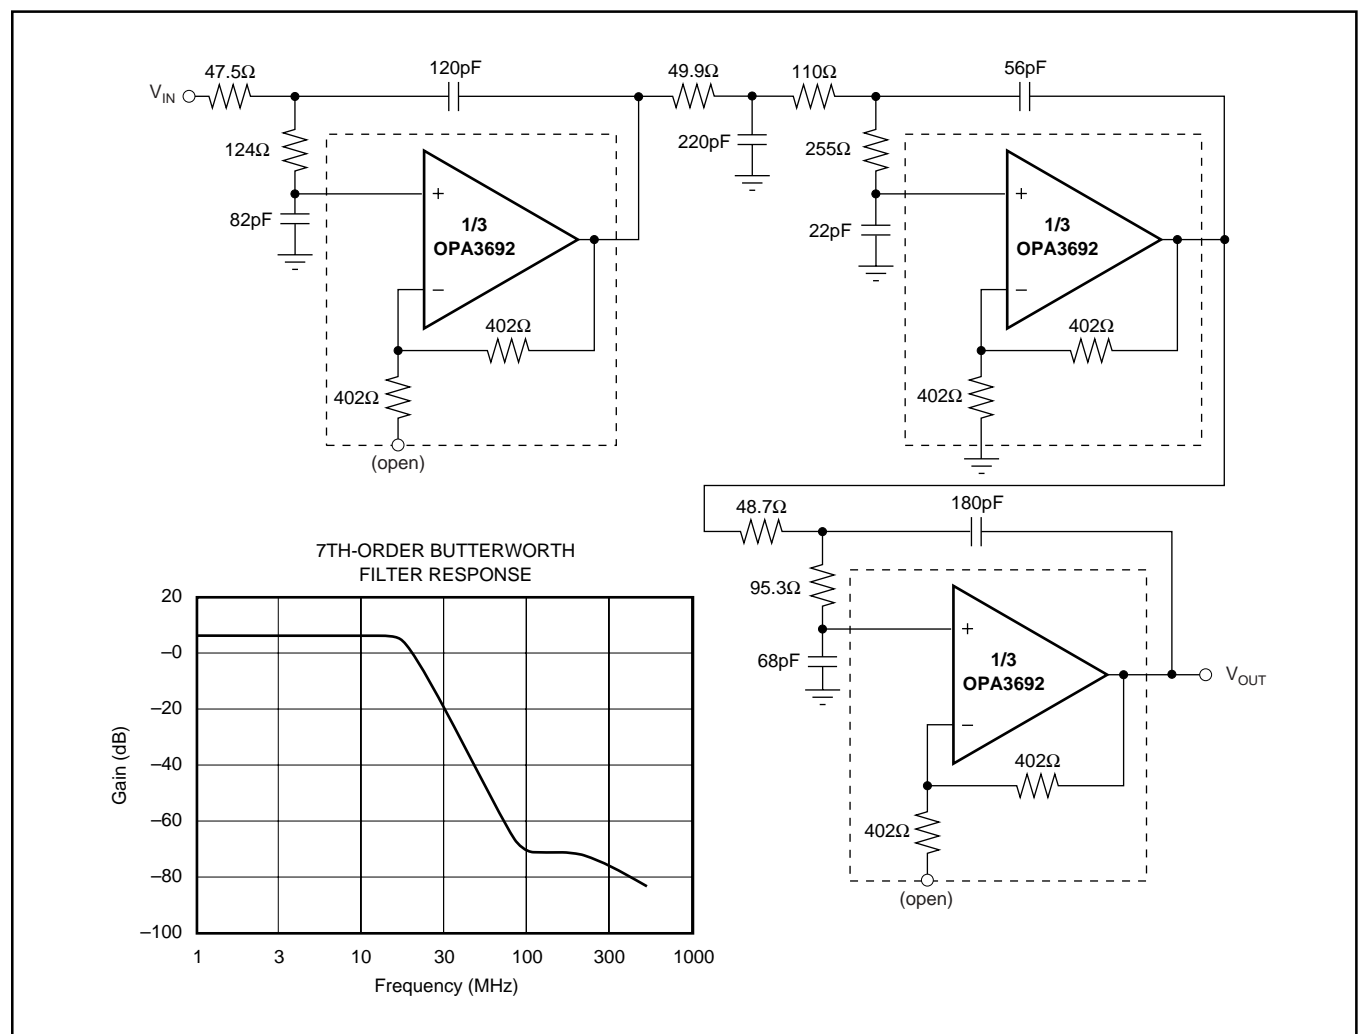 47.5Ω
120pF
49.9Ω
110Ω
56pF
VIN
124Ω
220pF
255Ω
82pF
+
1/3
OPA3692
–
22pF
+
1/3
OPA3692
–
402Ω
402Ω
402Ω
402Ω
(open)
48.7Ω
180pF
95.3Ω
68pF
+
1/3
OPA3692
–
VOUT
402Ω
402Ω
(open)
7TH-ORDER BUTTERWORTH
FILTER RESPONSE
20
–0
–20
–40
–60
–80
–100
Gain (dB)
1 3 10 30 100 300 1000
Frequency (MHz)